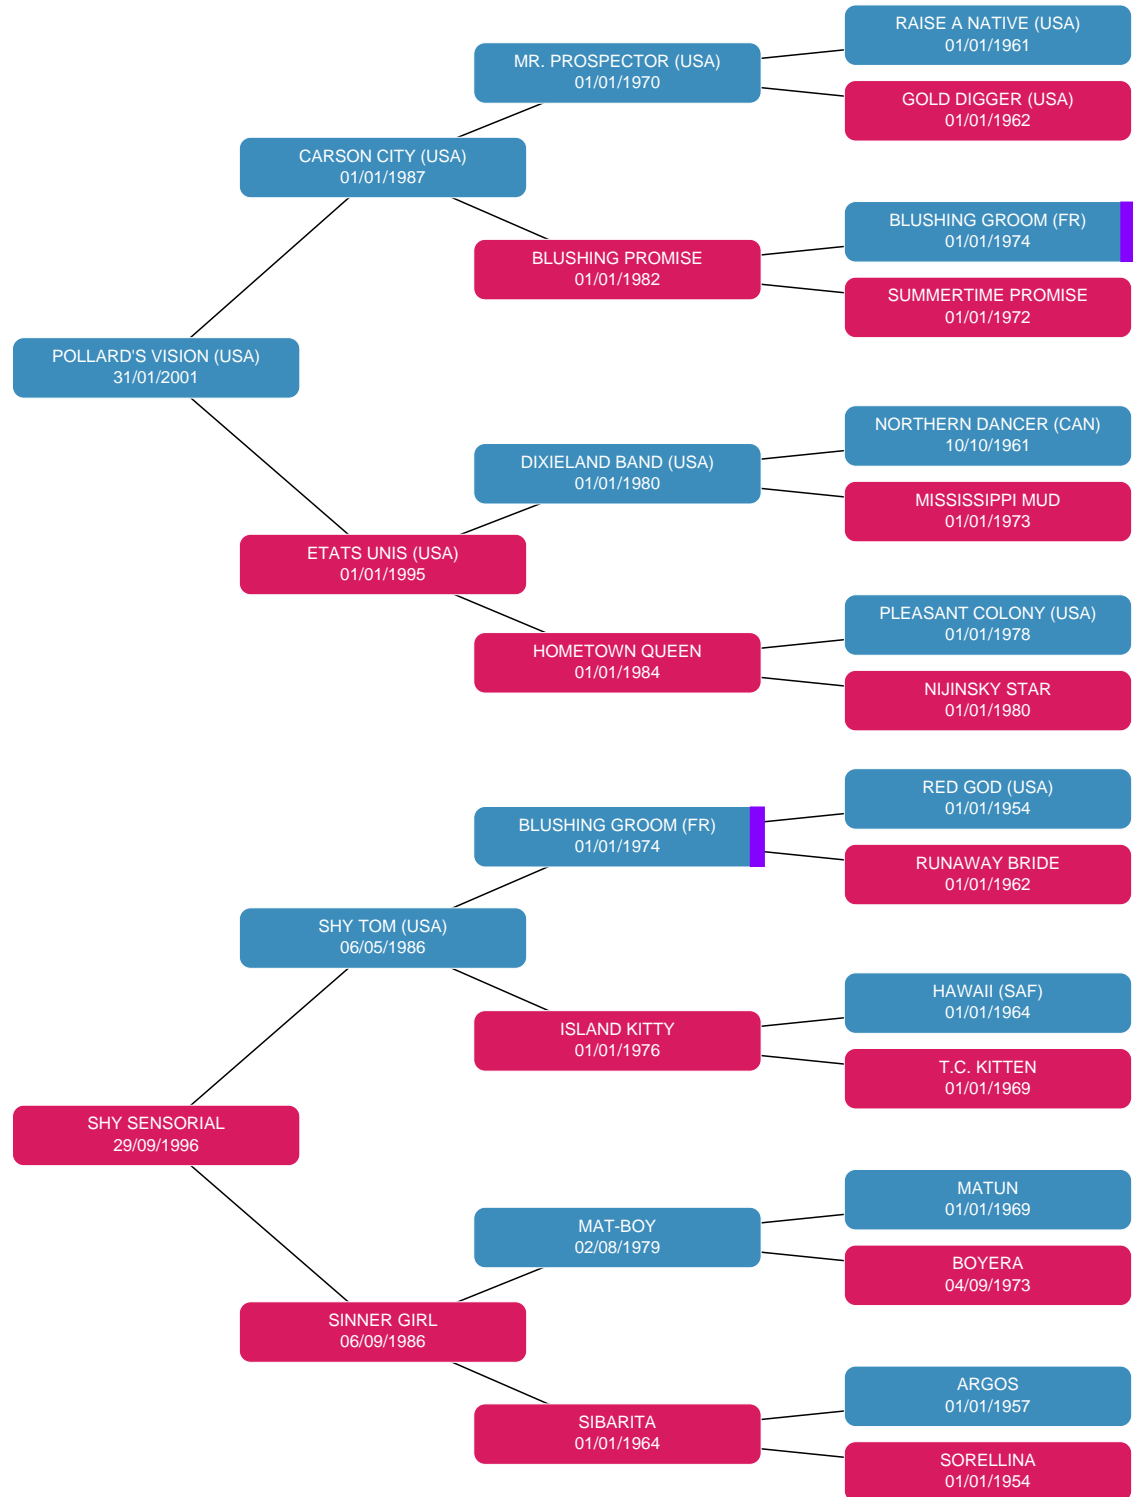 RAISE A NATIVE (USA)
01/01/1961
MR. PROSPECTOR (USA)
01/01/1970
GOLD DIGGER (USA)
01/01/1962
CARSON CITY (USA)
01/01/1987
BLUSHING GROOM (FR)
01/01/1974
BLUSHING PROMISE
01/01/1982
SUMMERTIME PROMISE
01/01/1972
POLLARD'S VISION (USA)
31/01/2001
NORTHERN DANCER (CAN)
10/10/1961
DIXIELAND BAND (USA)
01/01/1980
MISSISSIPPI MUD
01/01/1973
ETATS UNIS (USA)
01/01/1995
PLEASANT COLONY (USA)
01/01/1978
HOMETOWN QUEEN
01/01/1984
NIJINSKY STAR
01/01/1980
RED GOD (USA)
01/01/1954
BLUSHING GROOM (FR)
01/01/1974
RUNAWAY BRIDE
01/01/1962
SHY TOM (USA)
06/05/1986
HAWAII (SAF)
01/01/1964
ISLAND KITTY
01/01/1976
T.C. KITTEN
01/01/1969
SHY SENSORIAL
29/09/1996
MATUN
01/01/1969
MAT-BOY
02/08/1979
BOYERA
04/09/1973
SINNER GIRL
06/09/1986
ARGOS
01/01/1957
SIBARITA
01/01/1964
SORELLINA
01/01/1954